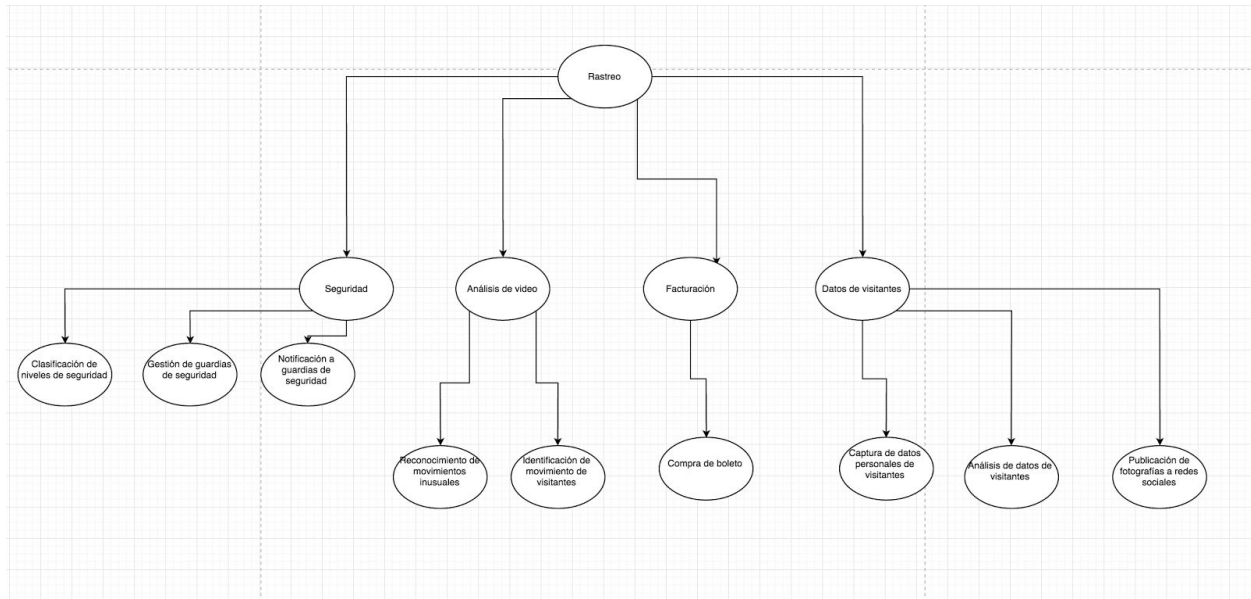 Rastreo
Seguridad
Análisis de video
Facturación
Datos de visitantes
Clasificación de
niveles de seguridad
Gestión de guardias
de seguridad
Notificación a
guardias de
seguridad
Reconocimiento de
movimientos
inusuales
Identificación de
movimiento de
visitantes
Compra de boleto
Captura de datos
personales de
visitantes
Análisis de datos de
visitantes
Publicación de
fotografías a redes
sociales